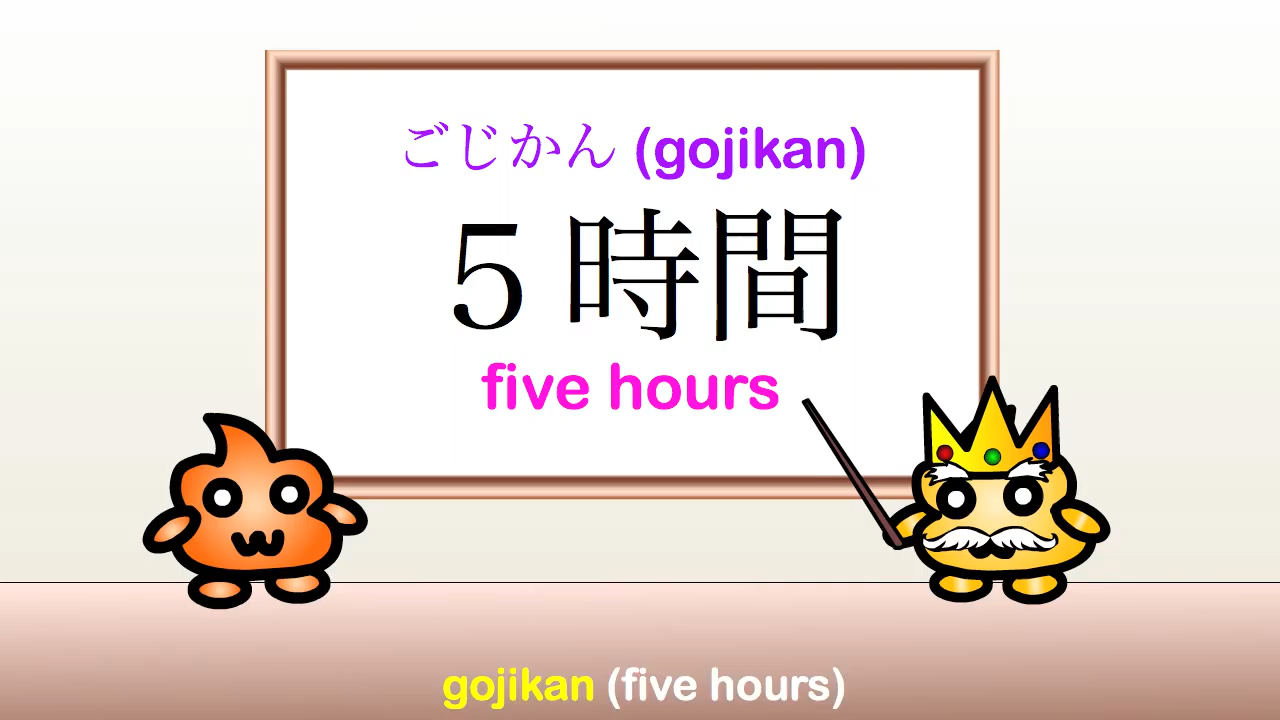 ごじかん (gojikan)
５時間
five hours
gojikan (five hours)